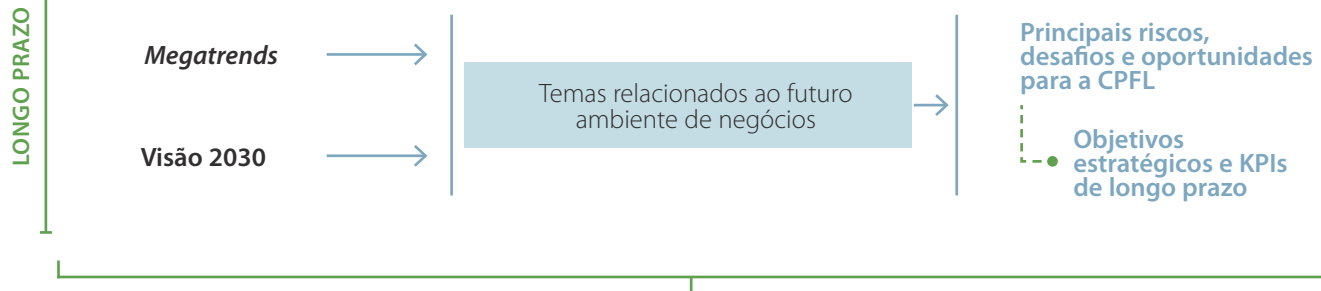 LONGO PRAZO
Megatrends
Visão 2030
Temas relacionados ao futuro
ambiente de negócios
Principais riscos,
desafios e oportunidades
para a CPFL
Objetivos
estratégicos e KPIs
de longo prazo